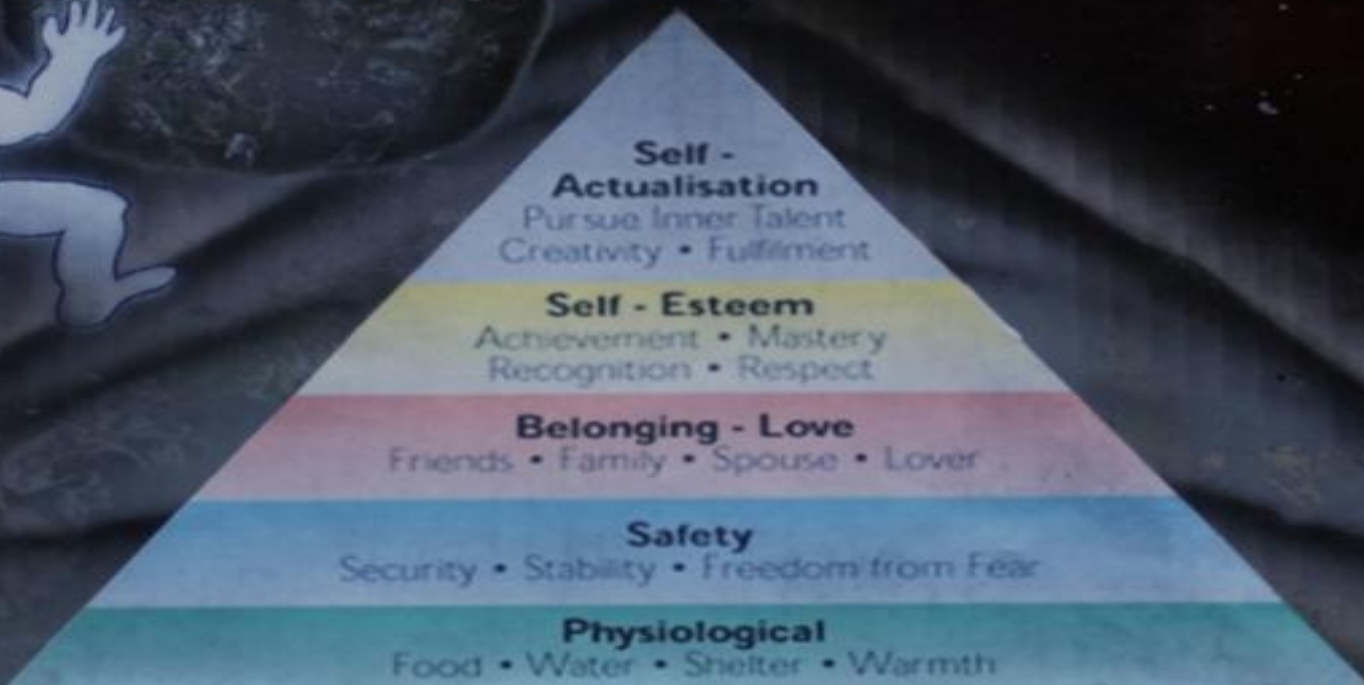 Self -
Actualisation
Pursue Inner Talent
Creativity • Fulfilment
Self - Esteem
Achievement • Mastery
Recognition • Respect
Belonging - Love
Friends • Family • Spouse • Lover
Safety
Security • Stability • Freedom from Fear
Physiological
Food • Water • Shelter • Warmth